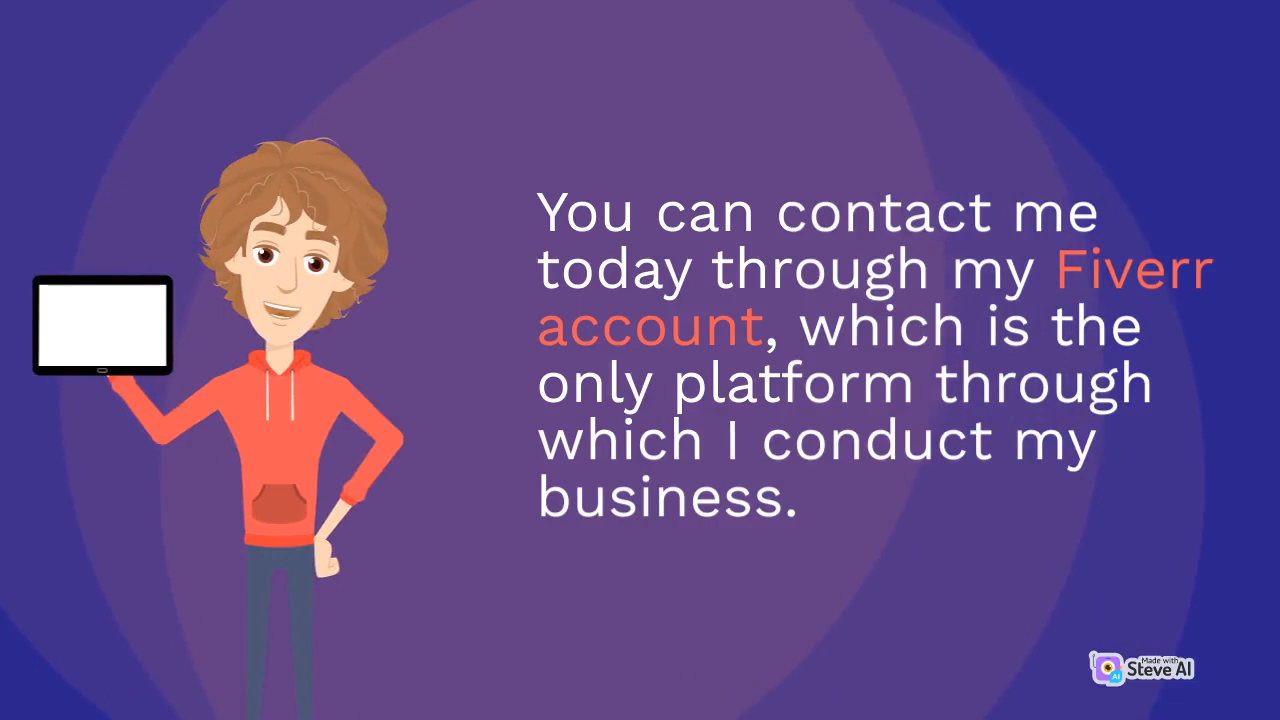 You can contact me
today through my Fiverr
account, which is the
only platform through
which I conduct my
business.
Made with
Steve AI
AI